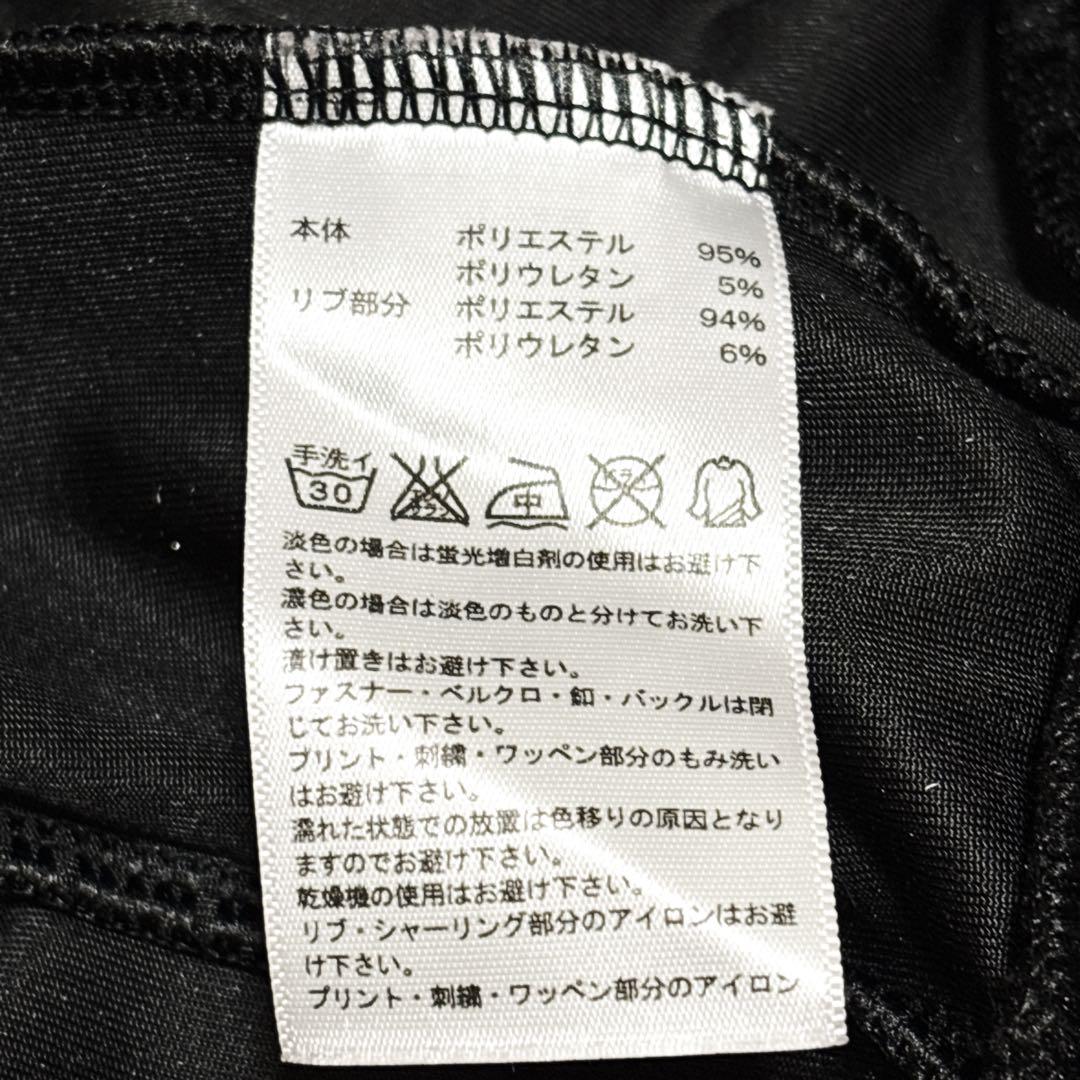 本体 ポリエステル 95%
ポリウレタン 5%
リブ部分 ポリエステル 94%
ポリウレタン 6%
手洗イ
30
エンソ
サラシ
中
ドライ
淡色の場合は蛍光増白剤の使用はお避け下
さい。
濃色の場合は淡色のものと分けてお洗い下
さい。
漬け置きはお避け下さい。
ファスナー・ベルクロ・釦・バックルは閉
じてお洗い下さい。
プリント・刺繍・ワッペン部分のもみ洗い
はお避け下さい。
濡れた状態での放置は色移りの原因となり
ますのでお避け下さい。
乾燥機の使用はお避け下さい。
リブ・シャーリング部分のアイロンはお避
け下さい。
プリント・刺繍・ワッペン部分のアイロン